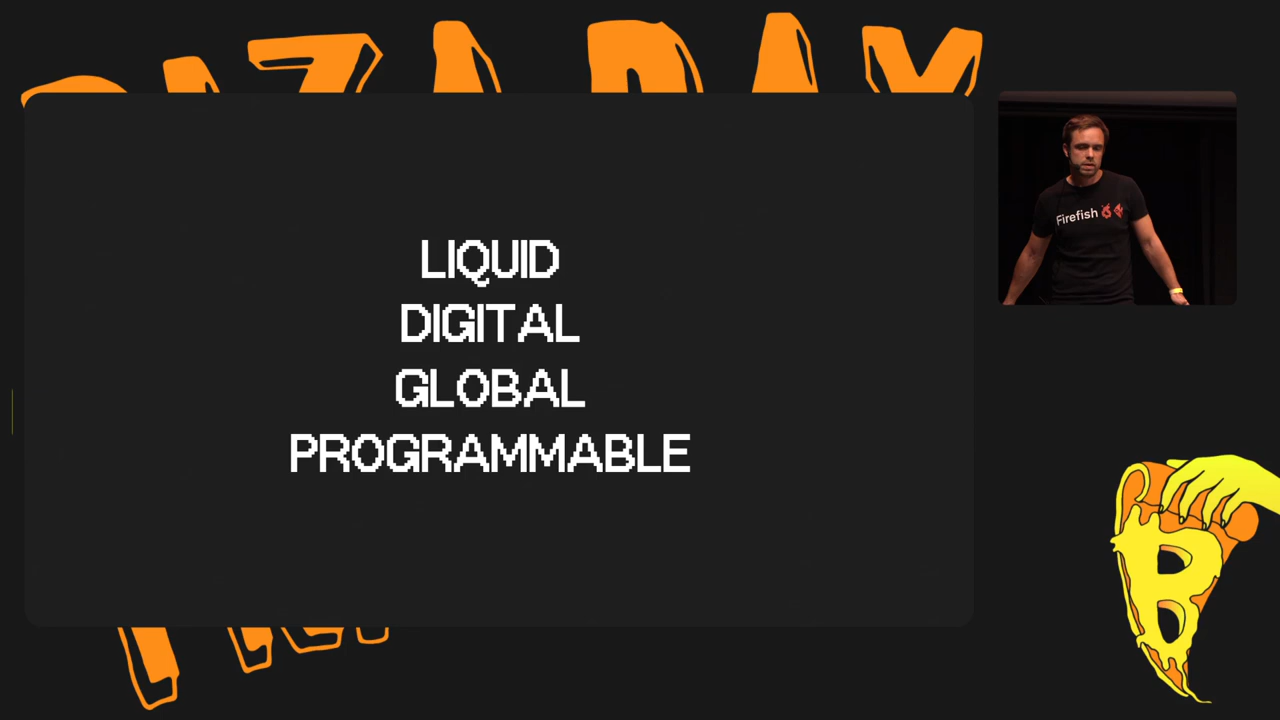 LIQUID
DIGITAL
GLOBAL
PROGRAMMABLE
Firefish
B